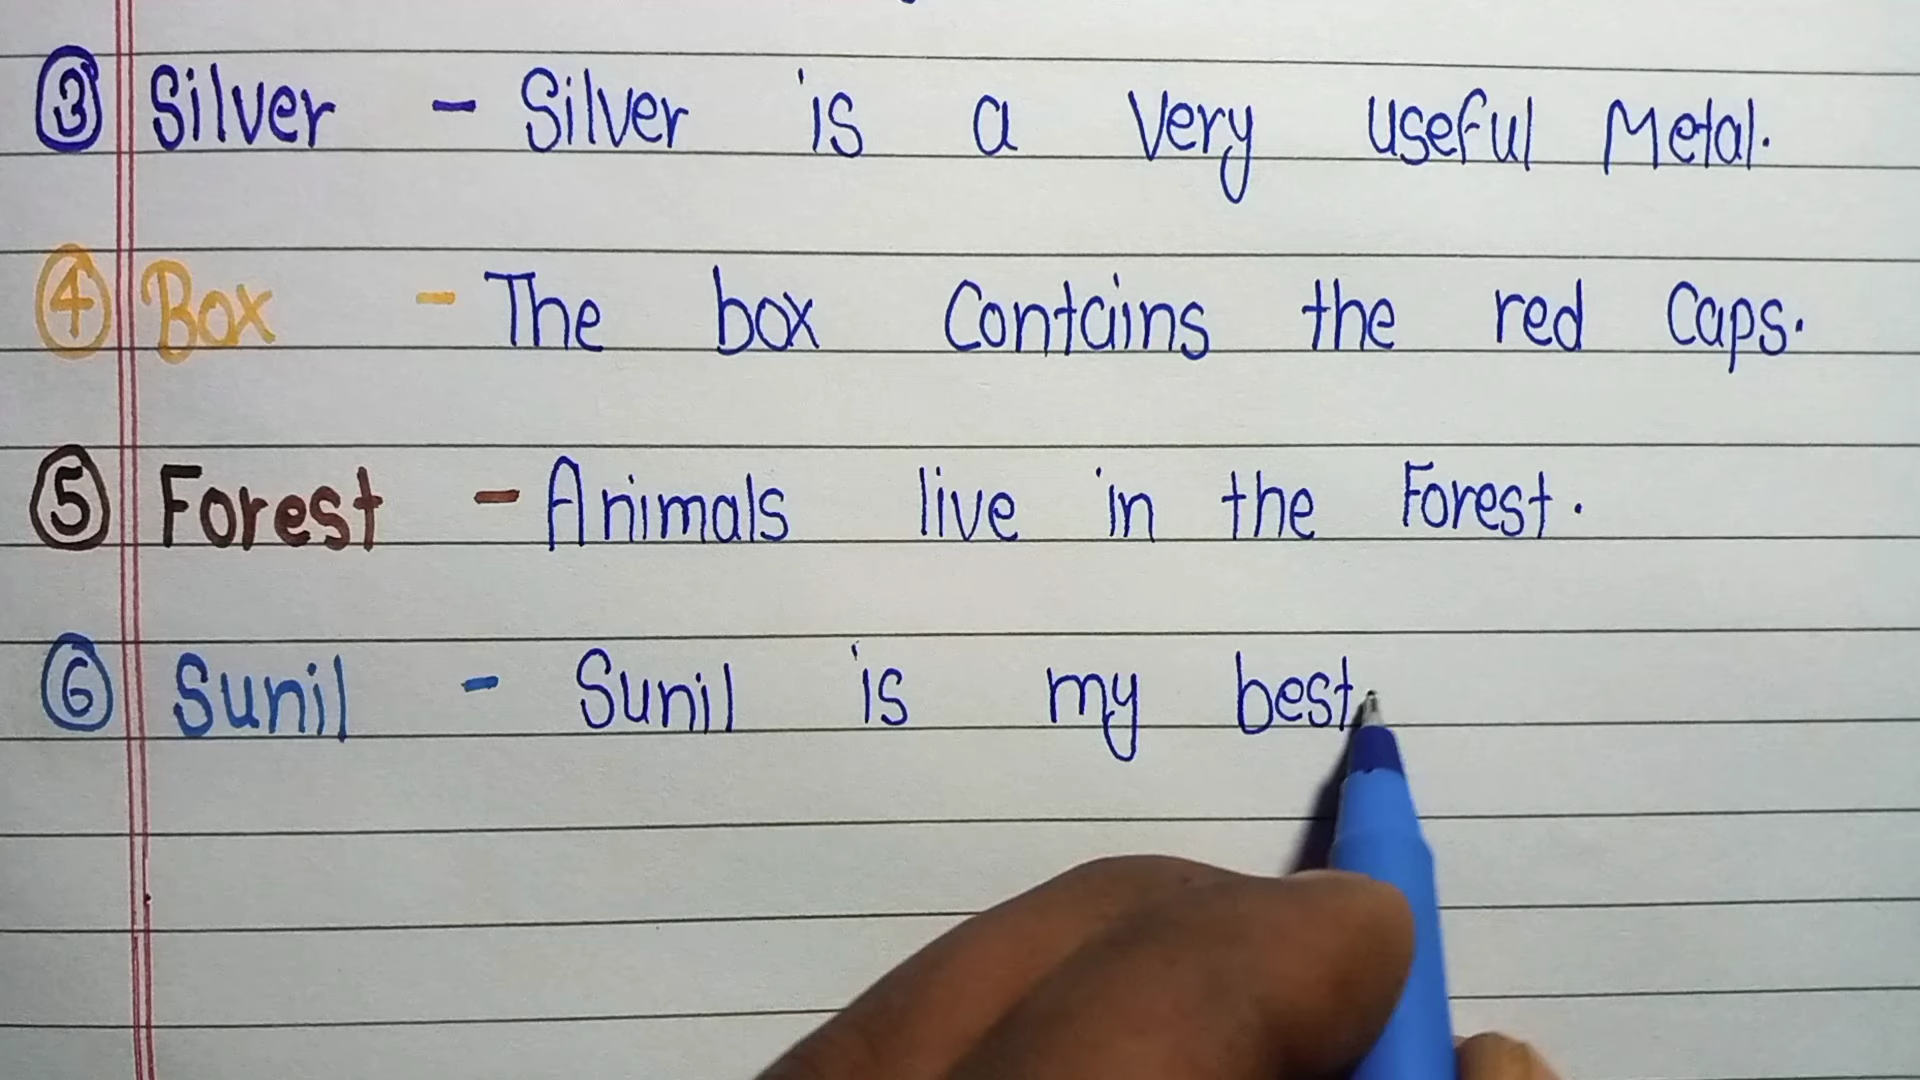 ③ Silver - Silver is a Very useful Metal.
④ Box - The box Contains the red Caps.
⑤ Forest - Animals live in the Forest.
⑥ Sunil - Sunil is my best